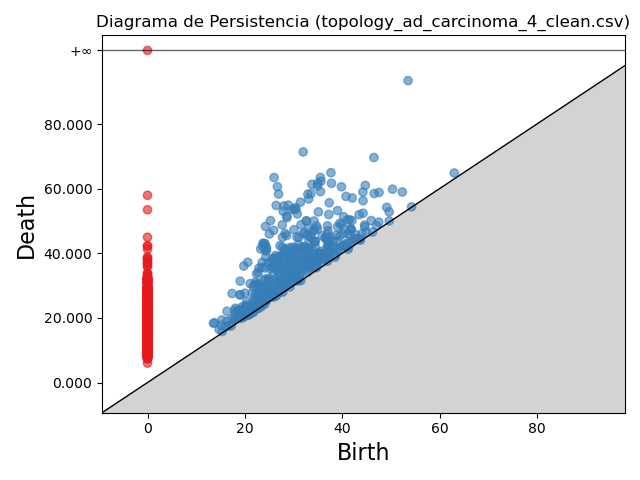 Diagrama de Persistencia (topology_ad_carcinoma_4_clean.csv)
+∞
80.000
60.000
40.000
20.000
0.000
Death
0 20 40 60 80
Birth